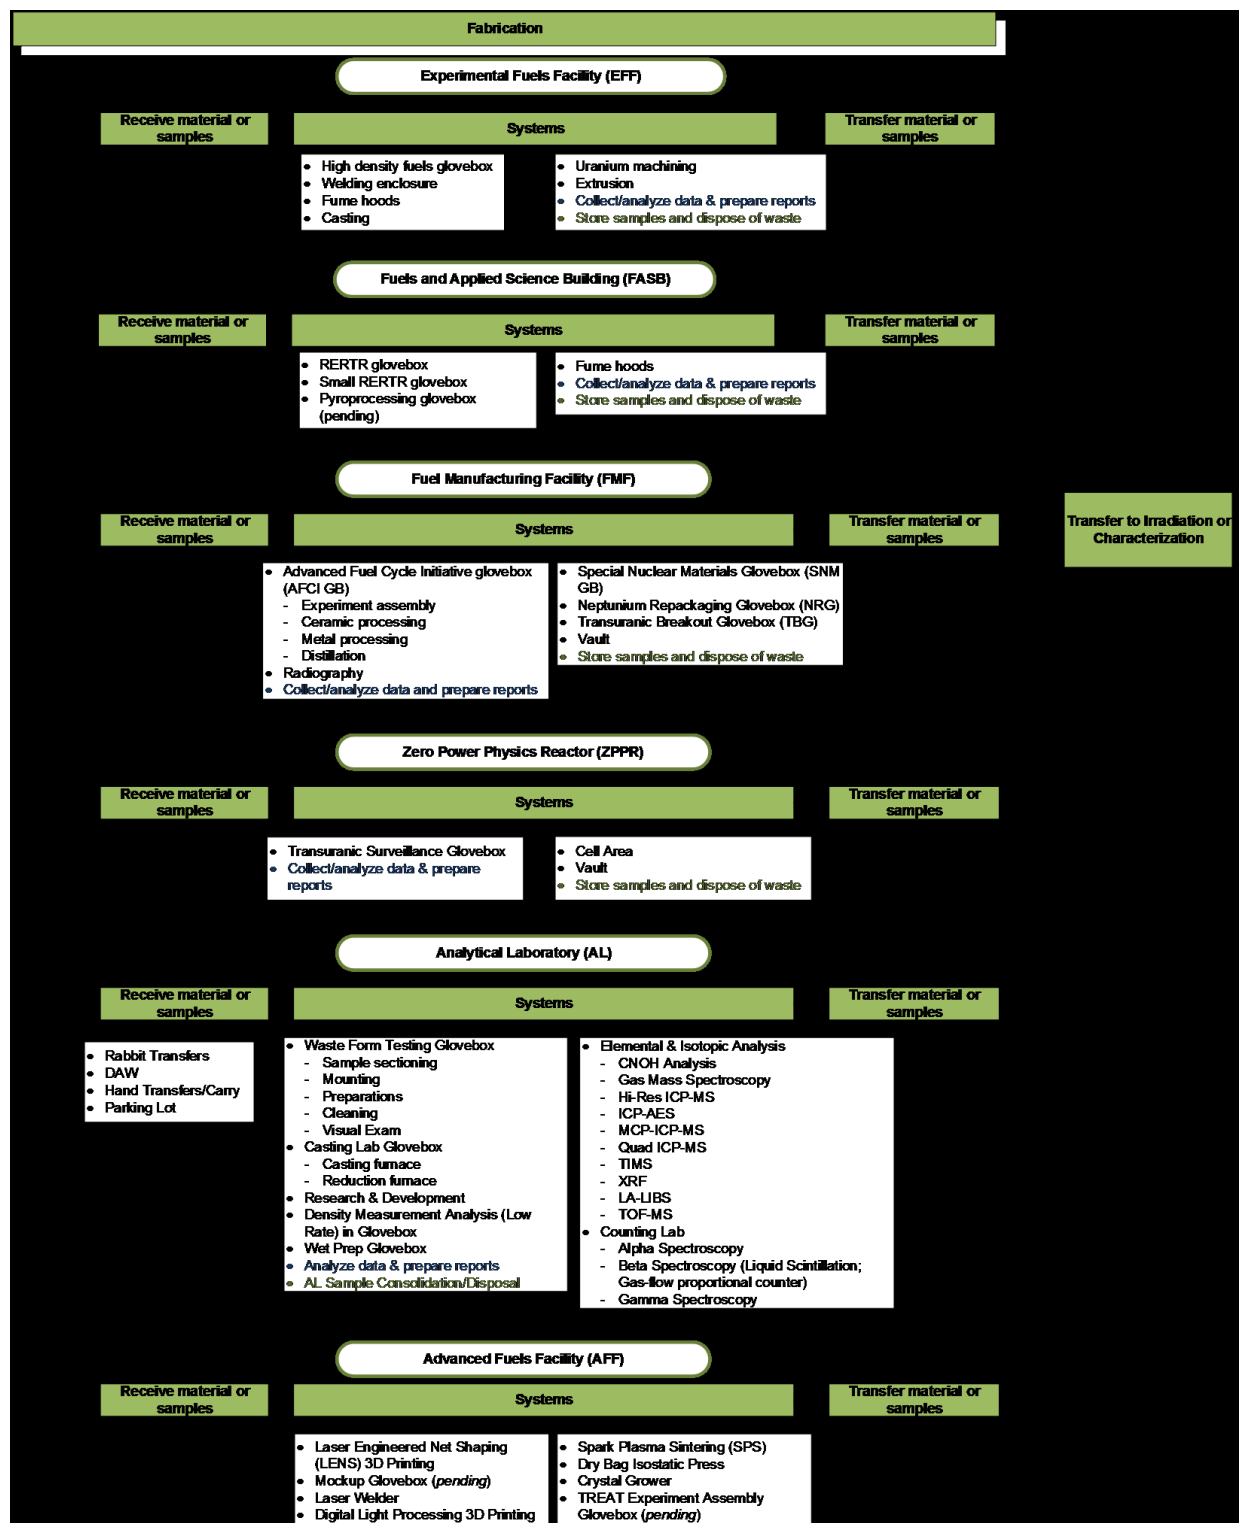 Fabrication
Experimental Fuels Facility (EFF)
Receive material or
samples
Systems
Transfer material or
samples
• High density fuels glovebox
• Welding enclosure
• Fume hoods
• Casting
• Uranium machining
• Extrusion
• Collect/analyze data & prepare reports
• Store samples and dispose of waste
Fuels and Applied Science Building (FASB)
Receive material or
samples
Systems
Transfer material or
samples
• RERTR glovebox
• Small RERTR glovebox
• Pyroprocessing glovebox
(pending)
• Fume hoods
• Collect/analyze data & prepare reports
• Store samples and dispose of waste
Fuel Manufacturing Facility (FMF)
Receive material or
samples
Systems
Transfer material or
samples
Transfer to Irradiation or
Characterization
• Advanced Fuel Cycle Initiative glovebox
(AFCI GB)
- Experiment assembly
- Ceramic processing
- Metal processing
- Distillation
• Radiography
• Collect/analyze data and prepare reports
• Special Nuclear Materials Glovebox (SNM
GB)
• Neptunium Repackaging Glovebox (NRG)
• Transuranic Breakout Glovebox (TBG)
• Vault
• Store samples and dispose of waste
Zero Power Physics Reactor (ZPPR)
Receive material or
samples
Systems
Transfer material or
samples
• Transuranic Surveillance Glovebox
• Collect/analyze data & prepare
reports
• Cell Area
• Vault
• Store samples and dispose of waste
Analytical Laboratory (AL)
Receive material or
samples
Systems
Transfer material or
samples
• Rabbit Transfers
• DAW
• Hand Transfers/Carry
• Parking Lot
• Waste Form Testing Glovebox
- Sample sectioning
- Mounting
- Preparations
- Cleaning
- Visual Exam
• Casting Lab Glovebox
- Casting furnace
- Reduction furnace
• Research & Development
• Density Measurement Analysis (Low
Rate) in Glovebox
• Wet Prep Glovebox
• Analyze data & prepare reports
• AL Sample Consolidation/Disposal
• Elemental & Isotopic Analysis
- CNOH Analysis
- Gas Mass Spectroscopy
- Hi-Res ICP-MS
- ICP-AES
- MCP-ICP-MS
- Quad ICP-MS
- TIMS
- XRF
- LA-LIBS
- TOF-MS
• Counting Lab
- Alpha Spectroscopy
- Beta Spectroscopy (Liquid Scintillation;
Gas-flow proportional counter)
- Gamma Spectroscopy
Advanced Fuels Facility (AFF)
Receive material or
samples
Systems
Transfer material or
samples
• Laser Engineered Net Shaping
(LENS) 3D Printing
• Mockup Glovebox (pending)
• Laser Welder
• Digital Light Processing 3D Printing
• Spark Plasma Sintering (SPS)
• Dry Bag Isostatic Press
• Crystal Grower
• TREAT Experiment Assembly
Glovebox (pending)